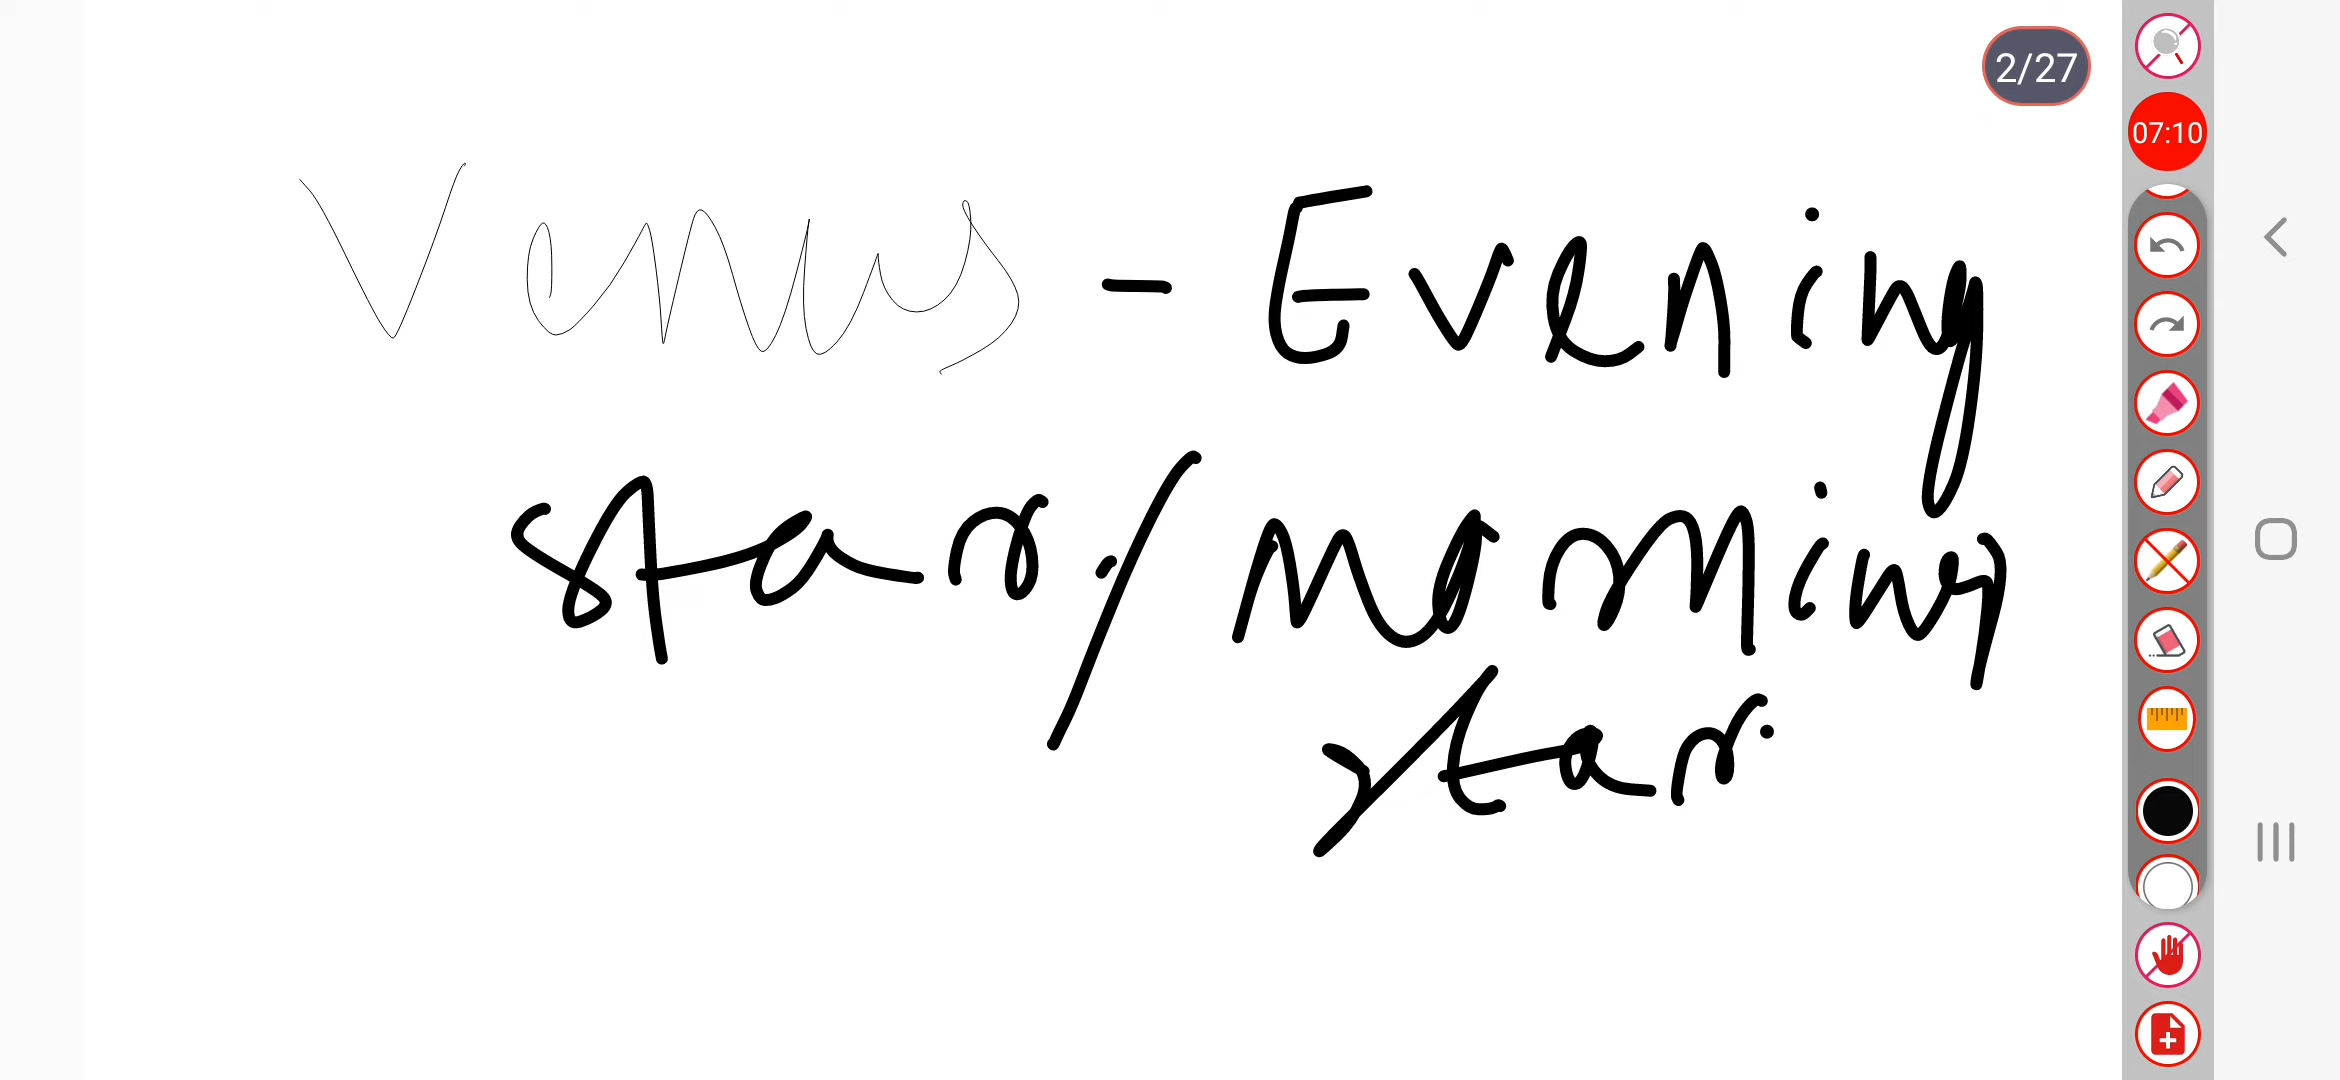 2/27
07:10
Venus - Evening
star. / Morning
star.